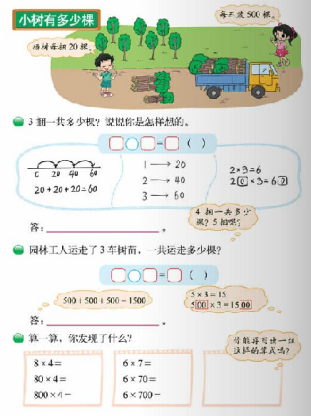 小树有多少棵
每车装 500 棵。
每捆小树 20 棵。
3 捆一共多少棵？说说你是怎样想的。
□○□=□（ ）
0 20 40 60
20+20+20=60
1 → 20
2 → 40
3 → 60
2×3=6
20×3=60
答：
4 捆一共多少棵？5 捆呢？
园林工人运走了 3 车树苗，一共运走多少棵？
□○□=□（ ）
500+500+500=1500
5×3=15
500×3=1500
答：
算一算，你发现了什么？
你能再写出一组这样的算式吗？
8×4=
80×4=
800×4=
6×7=
6×70=
6×700=